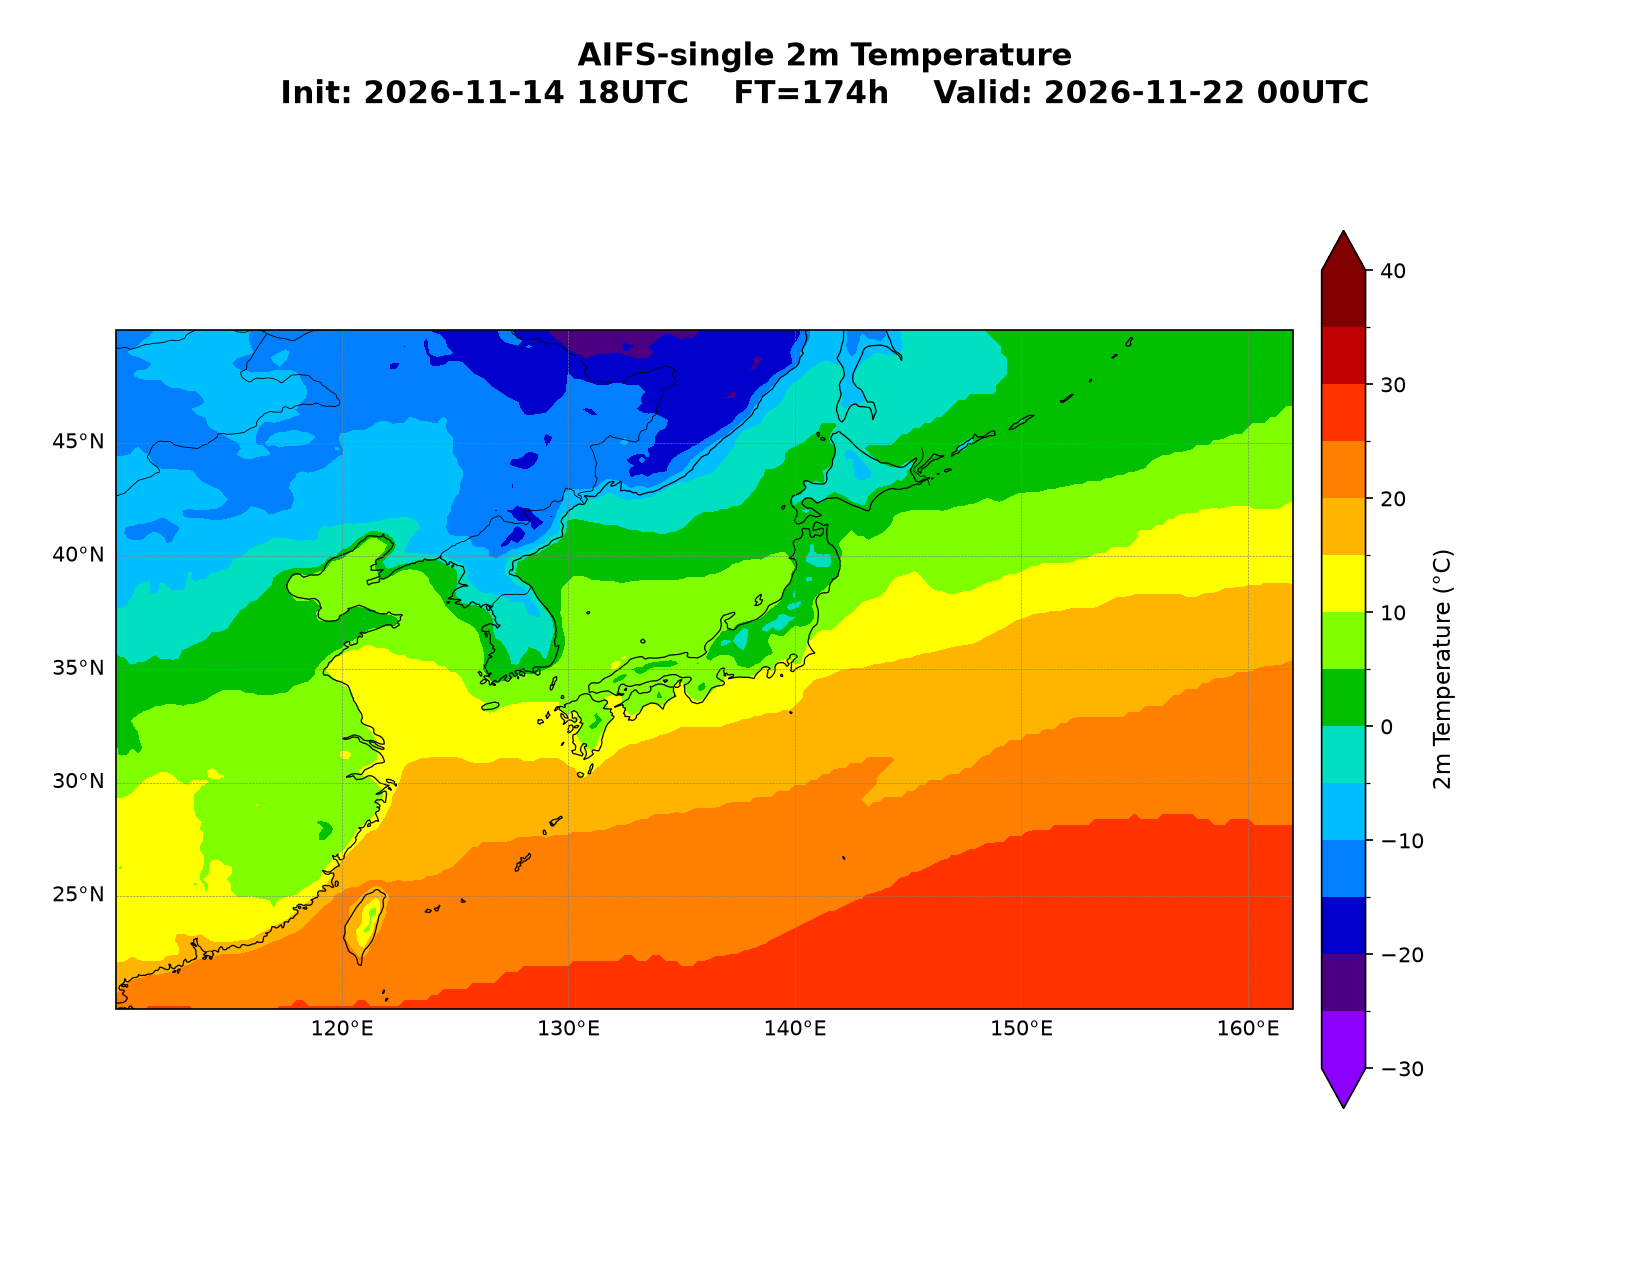 AIFS-single 2m Temperature
Init: 2026-11-14 18UTC    FT=174h    Valid: 2026-11-22 00UTC
45°N
40°N
35°N
30°N
25°N
120°E
130°E
140°E
150°E
160°E
40
30
20
10
0
−10
−20
−30
2m Temperature (°C)